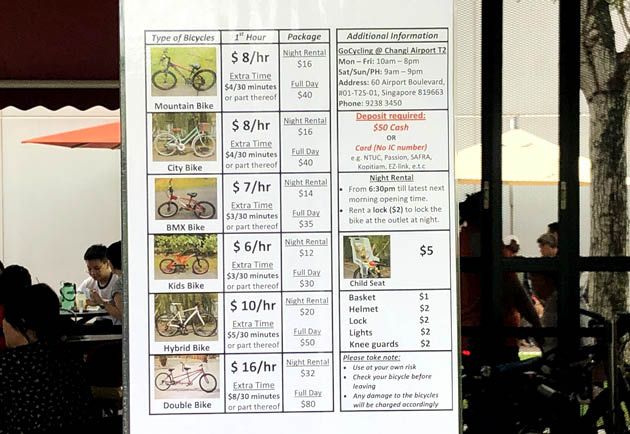 Type of Bicycles
1st Hour
Package
Mountain Bike
$ 8/hr
Extra Time
$4/30 minutes
or part thereof
Night Rental
$16
Full Day
$40
City Bike
$ 8/hr
Extra Time
$4/30 minutes
or part thereof
Night Rental
$16
Full Day
$40
BMX Bike
$ 7/hr
Extra Time
$3/30 minutes
or part thereof
Night Rental
$14
Full Day
$35
Kids Bike
$ 6/hr
Extra Time
$3/30 minutes
or part thereof
Night Rental
$12
Full Day
$30
Hybrid Bike
$ 10/hr
Extra Time
$5/30 minutes
or part thereof
Night Rental
$20
Full Day
$50
Double Bike
$ 16/hr
Extra Time
$8/30 minutes
or part thereof
Night Rental
$32
Full Day
$80
Additional Information
GoCycling @ Changi Airport T2
Mon – Fri: 10am – 8pm
Sat/Sun/PH: 9am – 9pm
Address: 60 Airport Boulevard,
#01-T25-01, Singapore 819663
Phone: 9238 3450
Deposit required:
$50 Cash
OR
Card (No IC number)
e.g. NTUC, Passion, SAFRA,
Kopitiam, EZ-link, e.t.c
Night Rental
• From 6:30pm till latest next
morning opening time.
• Rent a lock ($2) to lock the
bike at the outlet at night.
Child Seat
$5
Basket $1
Helmet $2
Lock $2
Lights $2
Knee guards $2
Please take note:
• Use at your own risk
• Check your bicycle before
leaving
• Any damage to the bicycles
will be charged accordingly